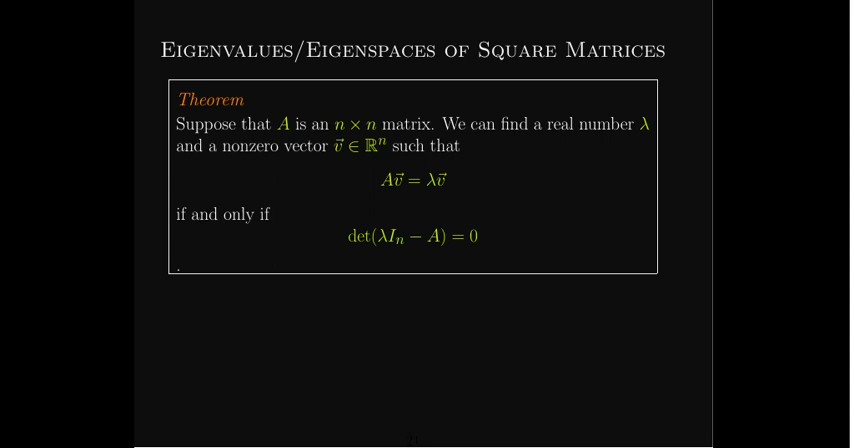 Eigenvalues/Eigenspaces of Square Matrices
Theorem
Suppose that A is an n × n matrix. We can find a real number λ
and a nonzero vector v⃗ ∈ ℝⁿ such that
Av⃗ = λv⃗
if and only if
det(λIₙ − A) = 0
.